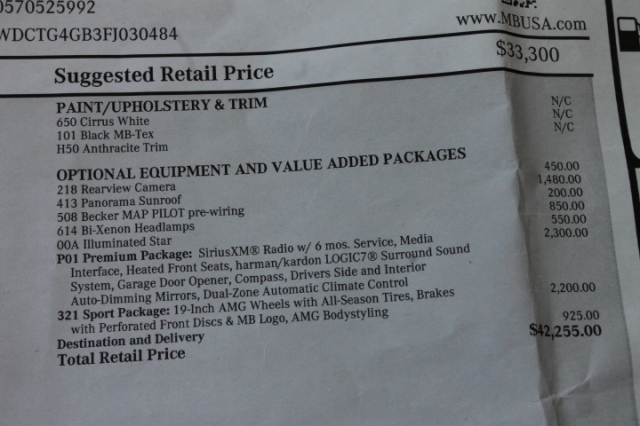 0570525992
WDCTG4GB3FJ030484
www.MBUSA.com
Suggested Retail Price $33,300
PAINT/UPHOLSTERY & TRIM
650 Cirrus White N/C
101 Black MB-Tex N/C
H50 Anthracite Trim N/C
OPTIONAL EQUIPMENT AND VALUE ADDED PACKAGES
218 Rearview Camera 450.00
413 Panorama Sunroof 1,480.00
508 Becker MAP PILOT pre-wiring 200.00
614 Bi-Xenon Headlamps 850.00
00A Illuminated Star 550.00
P01 Premium Package: SiriusXM® Radio w/ 6 mos. Service, Media 2,300.00
Interface, Heated Front Seats, harman/kardon LOGIC7® Surround Sound
System, Garage Door Opener, Compass, Drivers Side and Interior
Auto-Dimming Mirrors, Dual-Zone Automatic Climate Control
321 Sport Package: 19-Inch AMG Wheels with All-Season Tires, Brakes 2,200.00
with Perforated Front Discs & MB Logo, AMG Bodystyling
Destination and Delivery 925.00
Total Retail Price $42,255.00